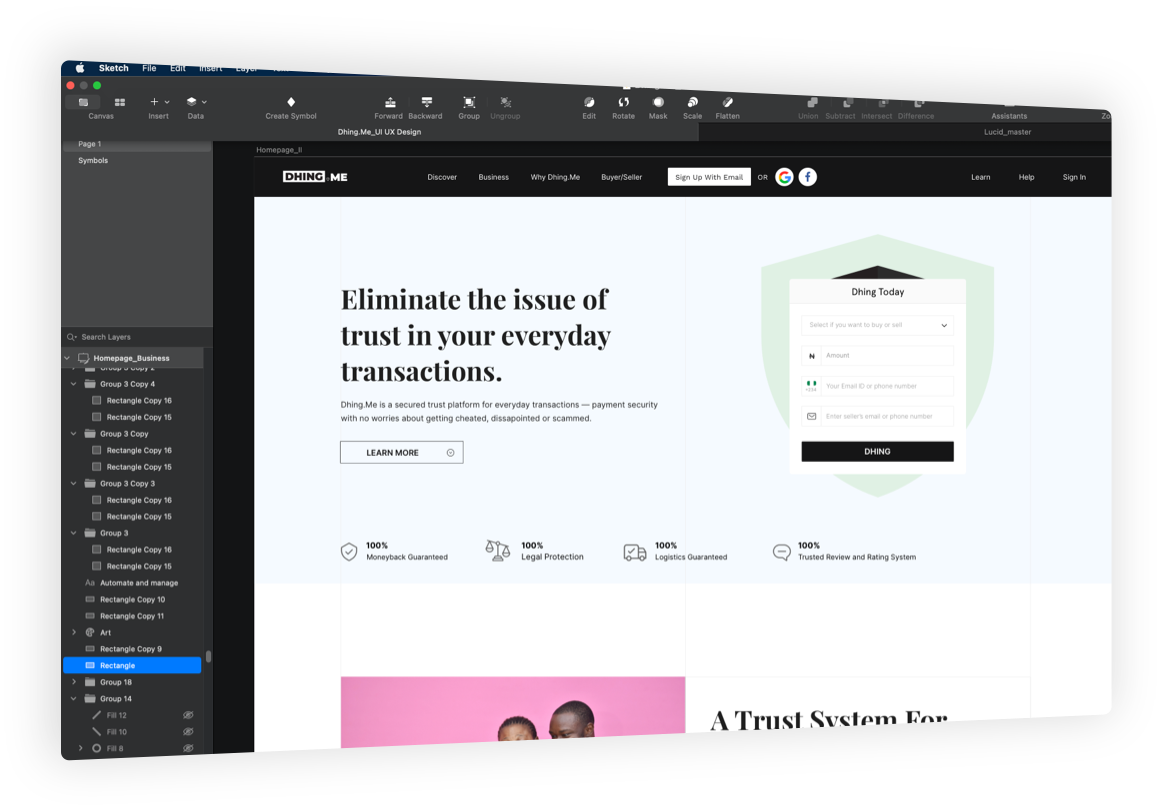 Sketch File Edit Insert Layer
Canvas Insert Data Create Symbol Forward Backward Group Ungroup Edit Rotate Mask Scale Flatten Union Subtract Intersect Difference Assistants
Dhing.Me_UI UX Design
Lucid_master
Page 1
Symbols
Search Layers
Homepage_Business
Group 3 Copy 2
Group 3 Copy 4
Rectangle Copy 16
Rectangle Copy 15
Group 3 Copy
Rectangle Copy 16
Rectangle Copy 15
Group 3 Copy 3
Rectangle Copy 16
Rectangle Copy 15
Group 3
Rectangle Copy 16
Rectangle Copy 15
Aa Automate and manage
Rectangle Copy 10
Rectangle Copy 11
Art
Rectangle Copy 9
Rectangle
Group 18
Group 14
Fill 12
Fill 10
Fill 8
Homepage_II
DHING.ME
Discover Business Why Dhing.Me Buyer/Seller Sign Up With Email OR Learn Help Sign In
Eliminate the issue of
trust in your everyday
transactions.
Dhing.Me is a secured trust platform for everyday transactions — payment security
with no worries about getting cheated, dissapointed or scammed.
LEARN MORE
Dhing Today
Select if you want to buy or sell
₦ Amount
+234 Your Email ID or phone number
Enter seller's email or phone number
DHING
100%
Moneyback Guaranteed
100%
Legal Protection
100%
Logistics Guaranteed
100%
Trusted Review and Rating System
A Trust System For